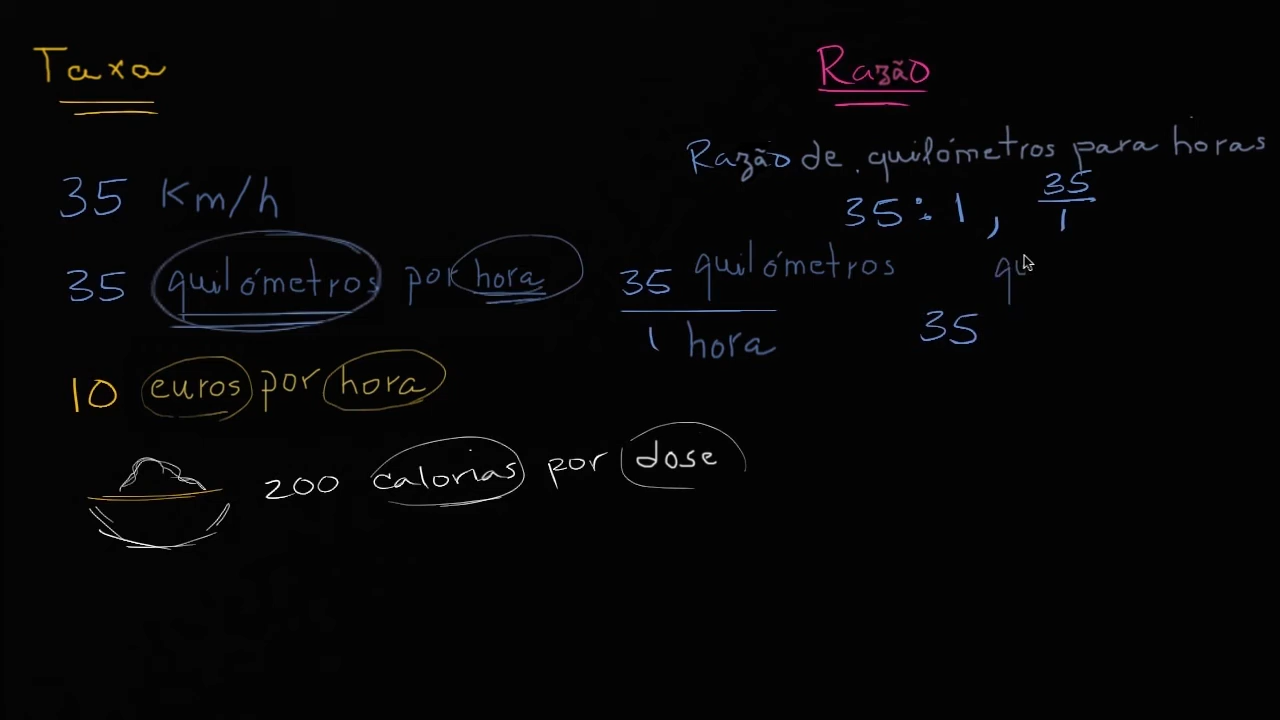 Taxa
35 Km/h
35 quilómetros por hora
10 euros por hora
200 calorias por dose
Razão
Razão de quilómetros para horas
35:1, 35/1
35 quilómetros
1 hora
35 qu